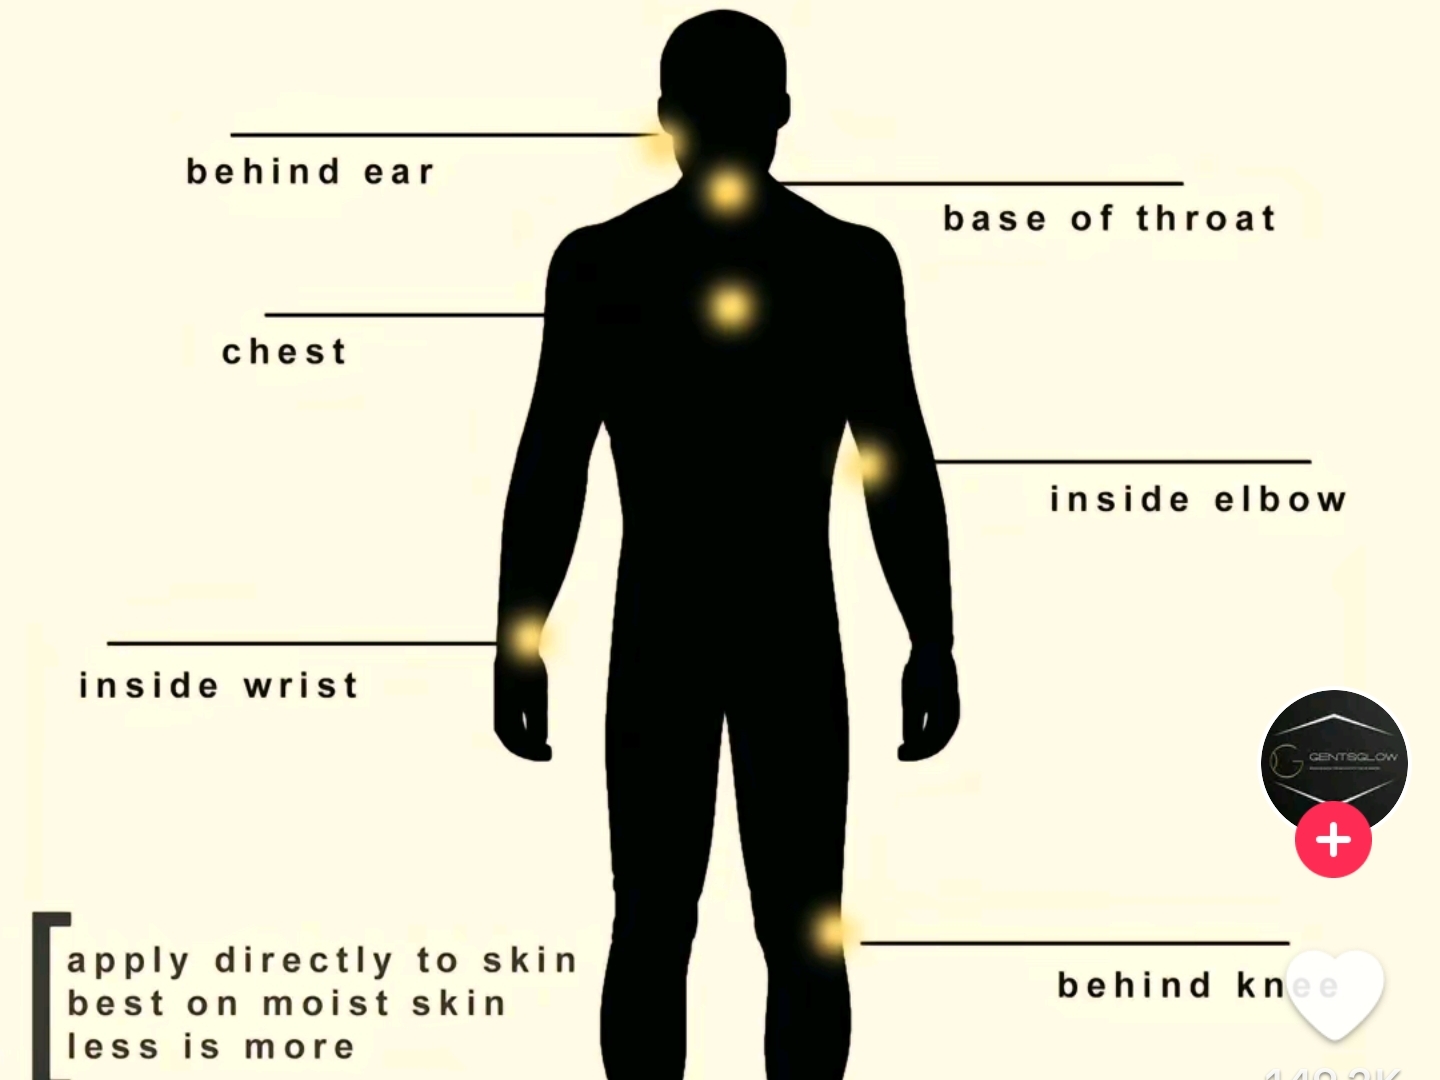 behind ear
base of throat
chest
inside elbow
inside wrist
GENTSGLOW
behind knee
apply directly to skin
best on moist skin
less is more